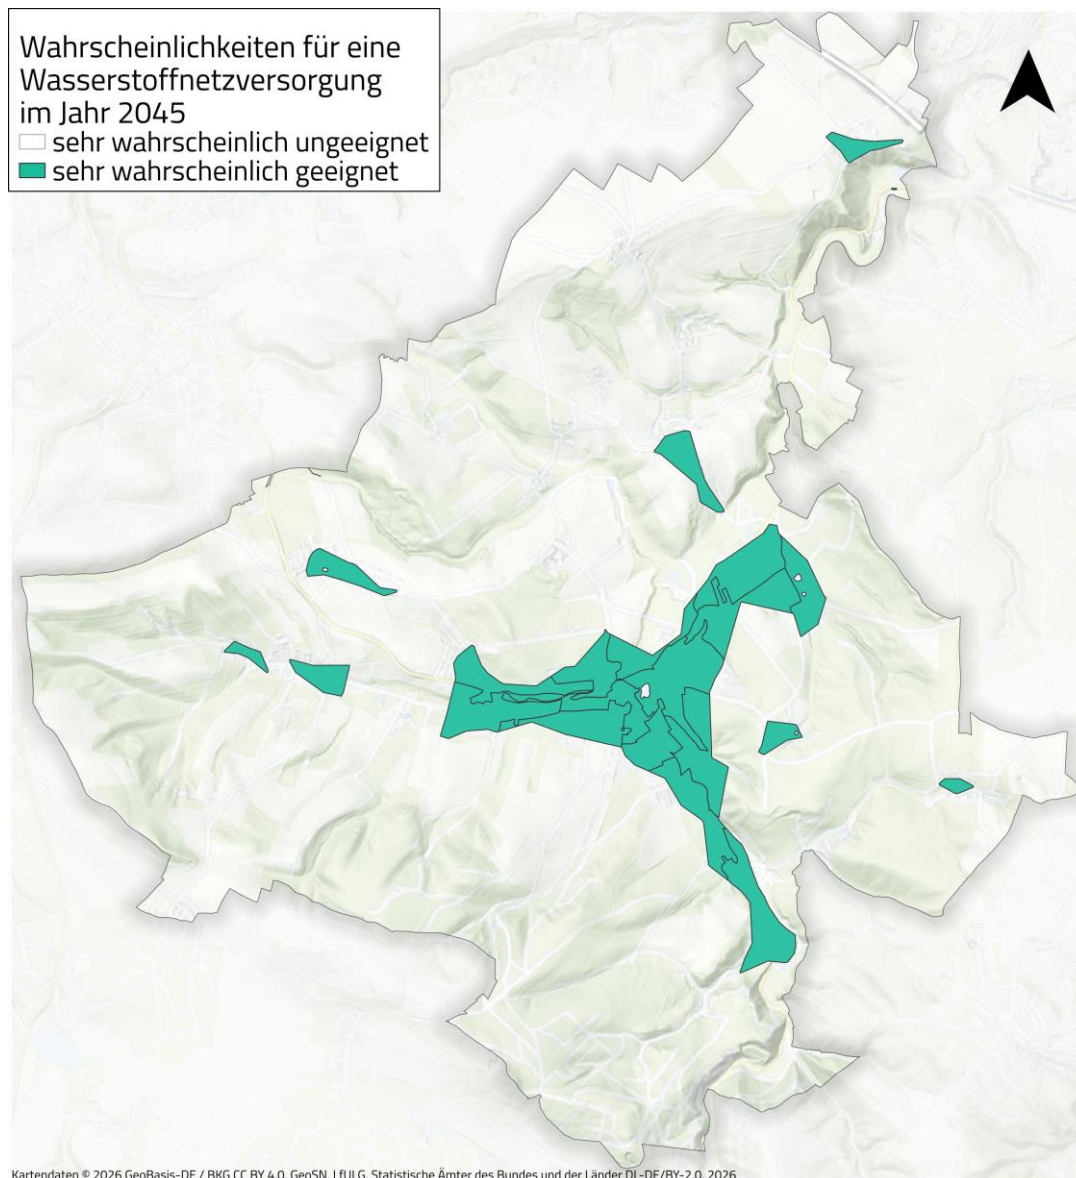 Wahrscheinlichkeiten für eine
Wasserstoffnetzversorgung
im Jahr 2045
sehr wahrscheinlich ungeeignet
sehr wahrscheinlich geeignet
Kartendaten © 2026 GeoBasis-DE / BKG CC BY 4.0, GeoSN, LfULG, Statistische Ämter des Bundes und der Länder DL-DE/BY-2.0, 2026